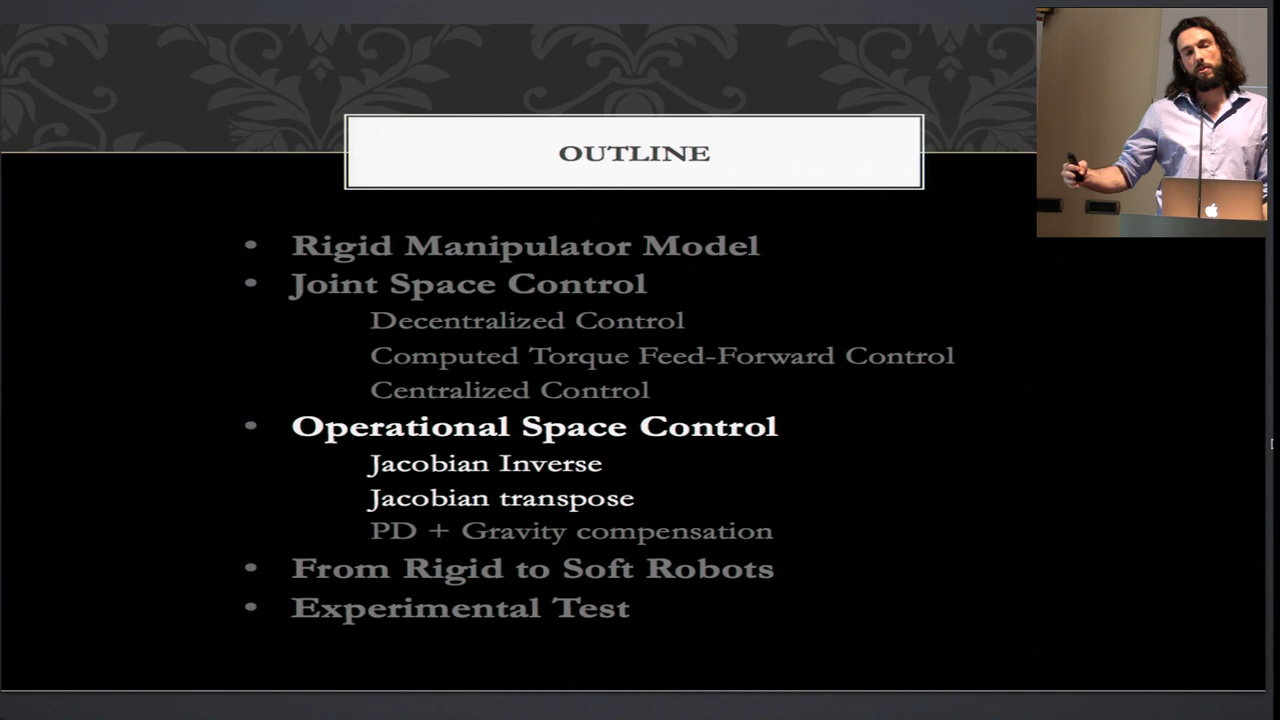 OUTLINE
• Rigid Manipulator Model
• Joint Space Control
Decentralized Control
Computed Torque Feed-Forward Control
Centralized Control
• Operational Space Control
Jacobian Inverse
Jacobian transpose
PD + Gravity compensation
• From Rigid to Soft Robots
• Experimental Test